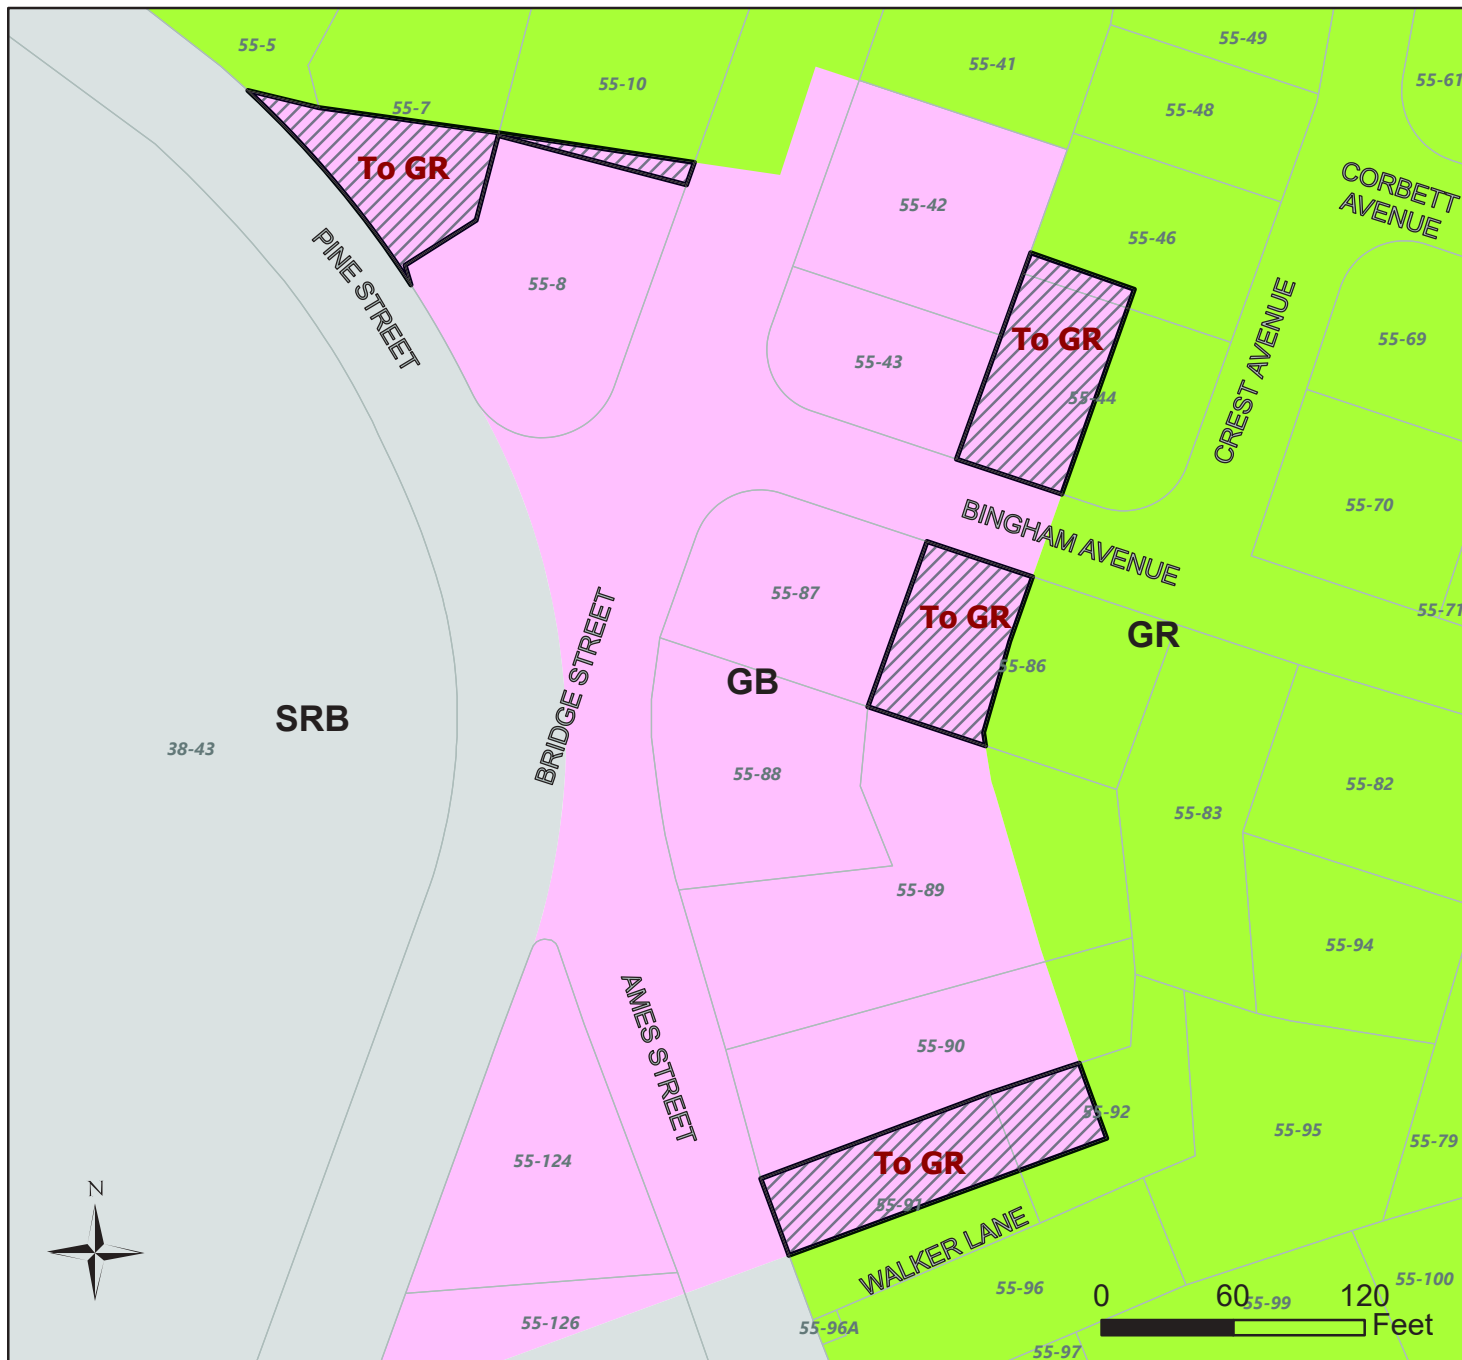 55-5
55-7
55-10
55-41
55-49
55-61
55-48
To GR
CORBETT
AVENUE
55-42
55-46
PINE STREET
55-8
55-43
To GR
55-44
CREST AVENUE
55-69
55-70
BINGHAM AVENUE
55-87
To GR
55-86
GR
55-71
BRIDGE STREET
GB
SRB
38-43
55-88
55-83
55-82
55-89
55-94
AMES STREET
55-90
55-92
55-95
55-79
55-124
To GR
55-91
N
WALKER LANE
55-96
55-99
55-100
55-126
55-96A
55-97
0 60 120
Feet